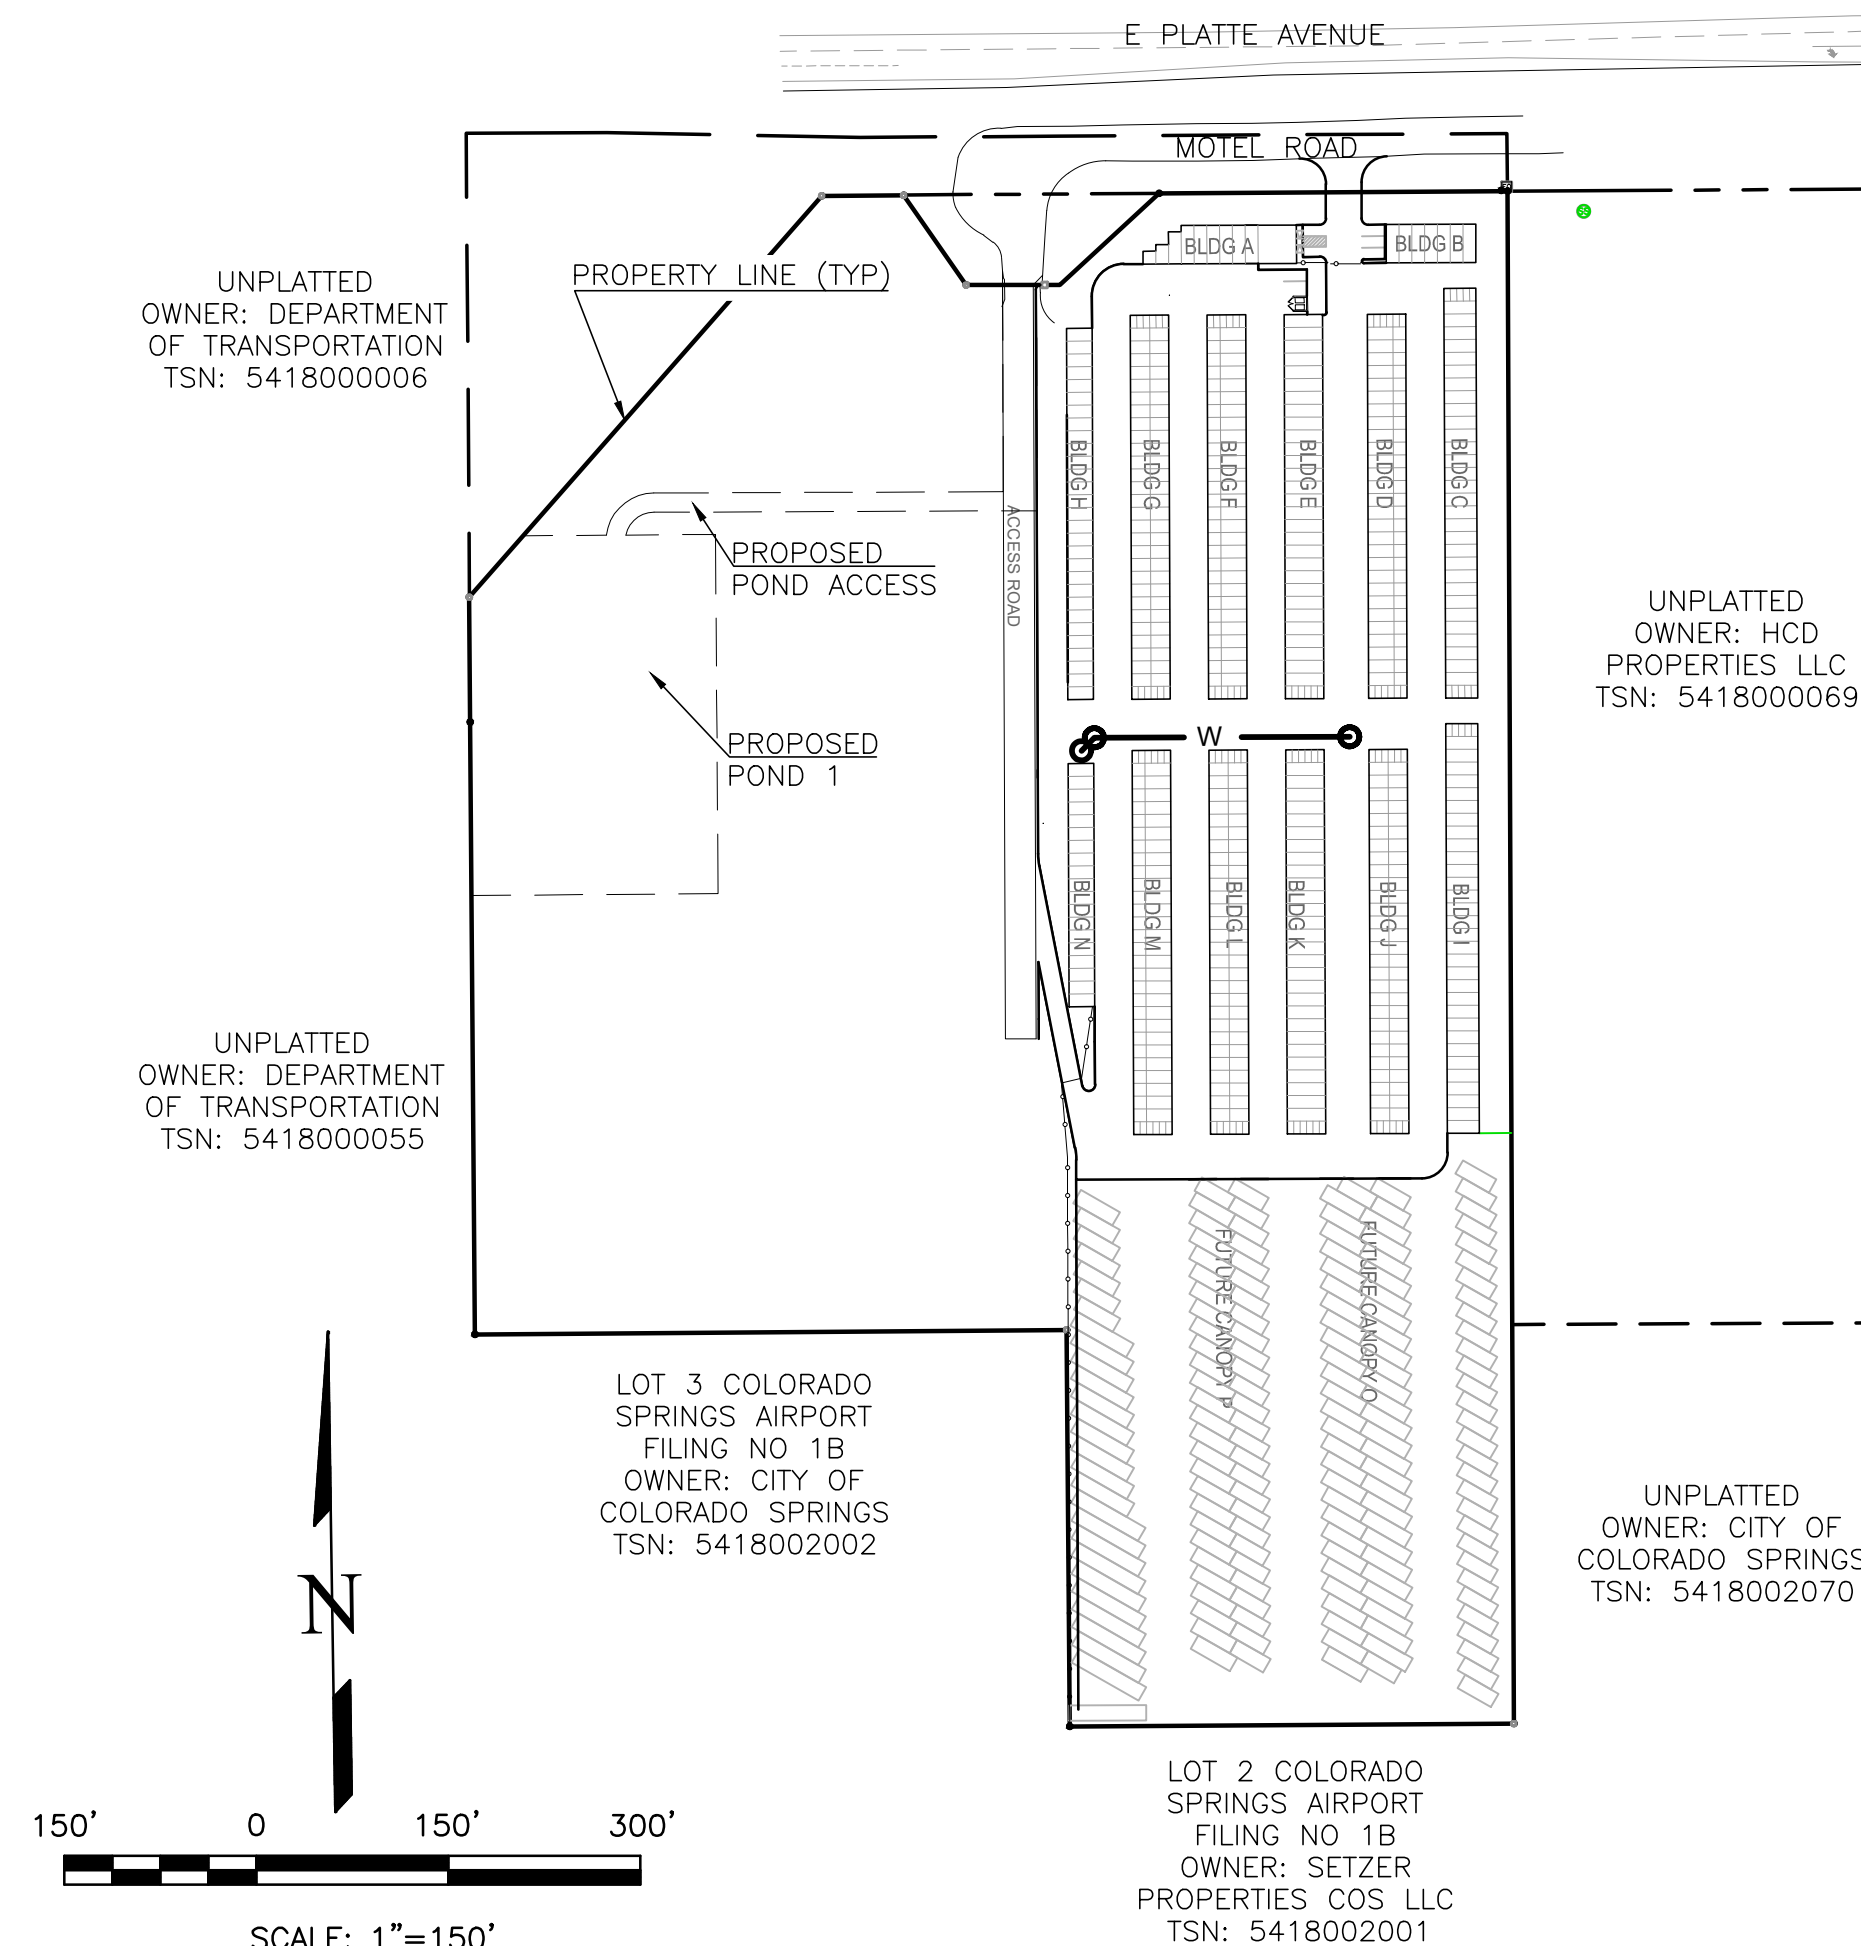 E PLATTE AVENUE
MOTEL ROAD
BLDG A
BLDG B
PROPERTY LINE (TYP)
UNPLATTED
OWNER: DEPARTMENT
OF TRANSPORTATION
TSN: 5418000006
BLDG H
BLDG G
BLDG F
BLDG E
BLDG D
BLDG C
ACCESS ROAD
PROPOSED
POND ACCESS
UNPLATTED
OWNER: HCD
PROPERTIES LLC
TSN: 5418000069
PROPOSED
POND 1
W
BLDG N
BLDG M
BLDG L
BLDG K
BLDG J
BLDG I
UNPLATTED
OWNER: DEPARTMENT
OF TRANSPORTATION
TSN: 5418000055
FUTURE CANOPY P
FUTURE CANOPY O
LOT 3 COLORADO
SPRINGS AIRPORT
FILING NO 1B
OWNER: CITY OF
COLORADO SPRINGS
TSN: 5418002002
UNPLATTED
OWNER: CITY OF
COLORADO SPRINGS
TSN: 5418002070
N
LOT 2 COLORADO
SPRINGS AIRPORT
FILING NO 1B
OWNER: SETZER
PROPERTIES COS LLC
TSN: 5418002001
150' 0 150' 300'
SCALE: 1"=150'